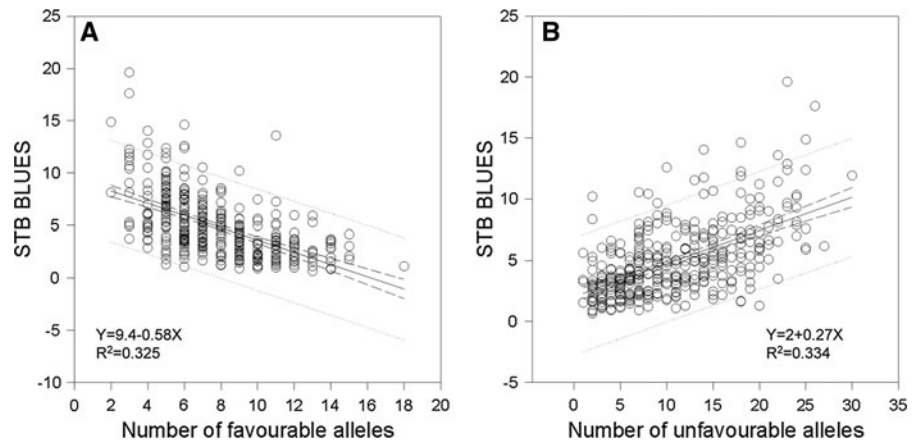 A
STB BLUES
25
20
15
10
5
0
-5
-10
Y=9.4-0.58X
R²=0.325
0 2 4 6 8 10 12 14 16 18 20
Number of favourable alleles
B
STB BLUES
25
20
15
10
5
0
-5
Y=2+0.27X
R²=0.334
0 5 10 15 20 25 30 35
Number of unfavourable alleles